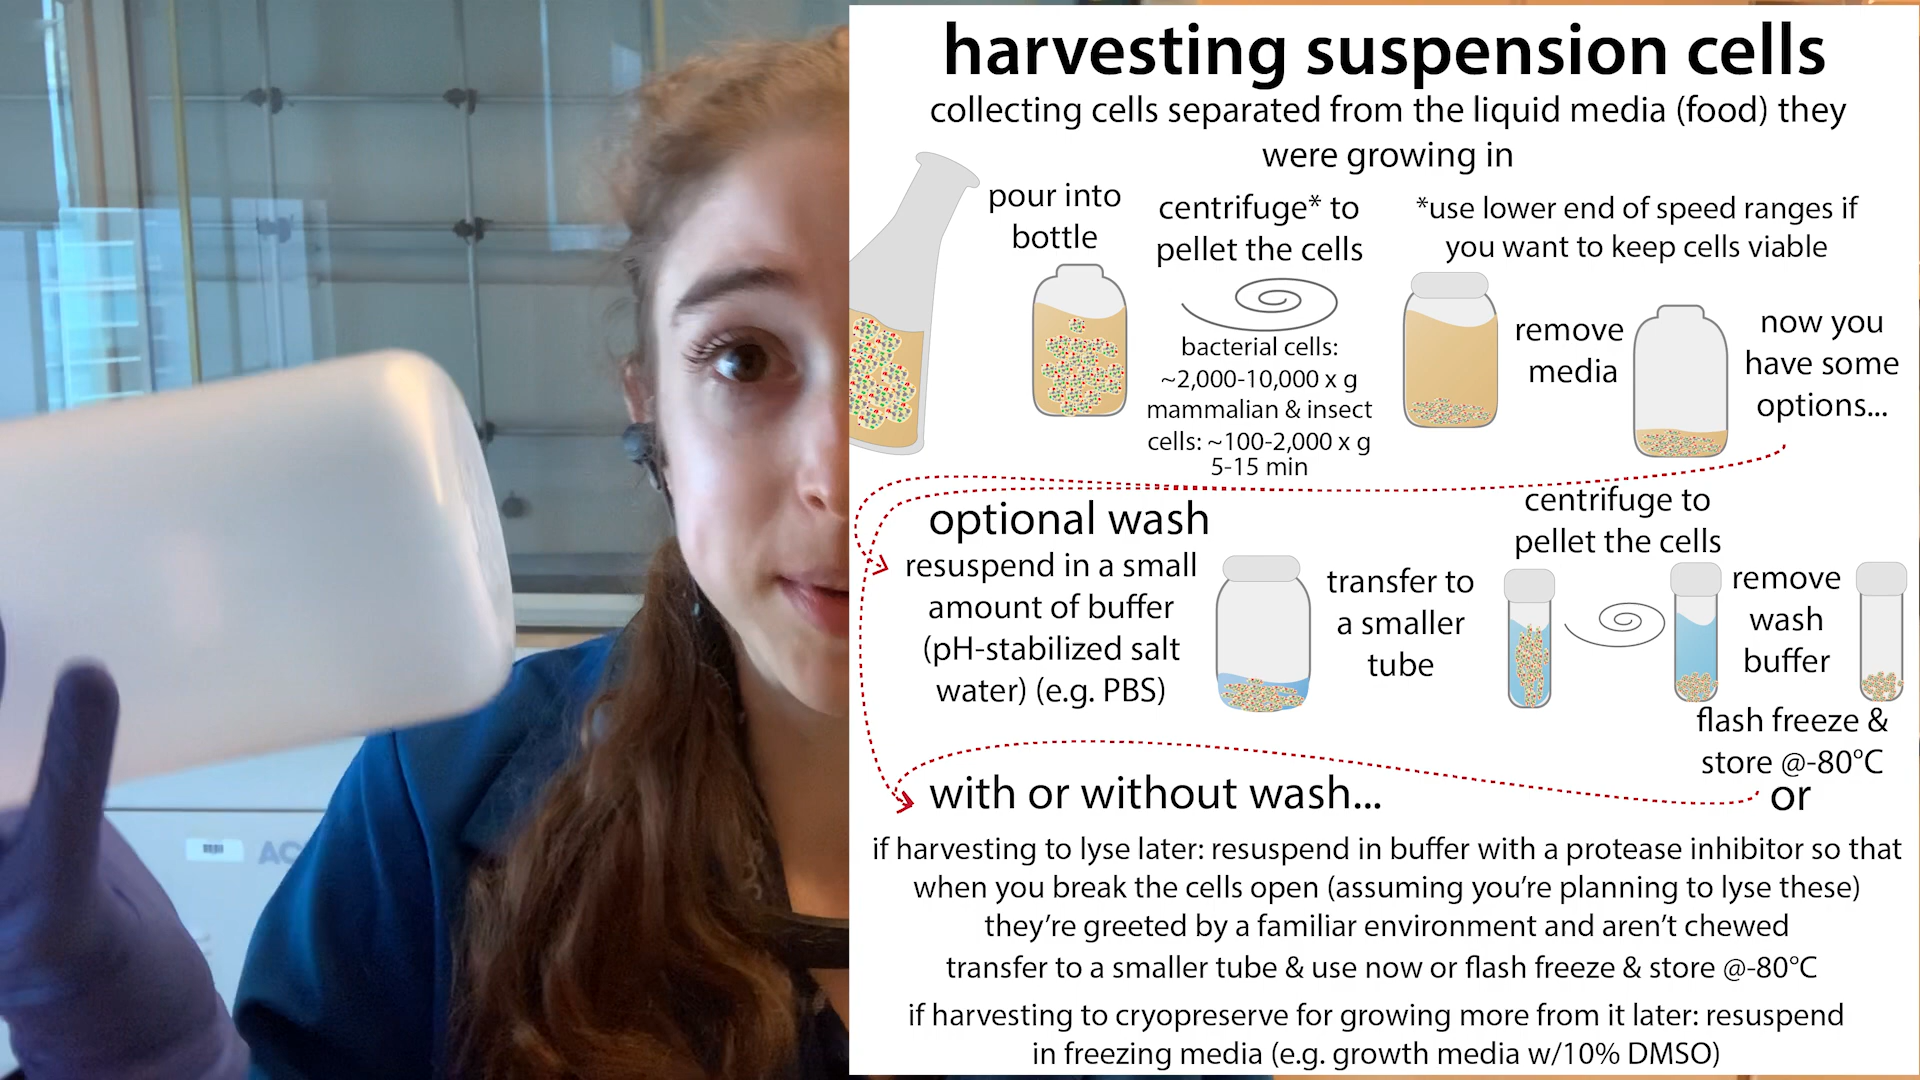 harvesting suspension cells
collecting cells separated from the liquid media (food) they
were growing in
pour into
bottle
centrifuge* to
pellet the cells
bacterial cells:
~2,000-10,000 x g
mammalian & insect
cells: ~100-2,000 x g
5-15 min
*use lower end of speed ranges if
you want to keep cells viable
remove
media
now you
have some
options...
optional wash
resuspend in a small
amount of buffer
(pH-stabilized salt
water) (e.g. PBS)
transfer to
a smaller
tube
centrifuge to
pellet the cells
remove
wash
buffer
flash freeze &
store @-80°C
or
with or without wash...
if harvesting to lyse later: resuspend in buffer with a protease inhibitor so that
when you break the cells open (assuming you're planning to lyse these)
they're greeted by a familiar environment and aren't chewed
transfer to a smaller tube & use now or flash freeze & store @-80°C
if harvesting to cryopreserve for growing more from it later: resuspend
in freezing media (e.g. growth media w/10% DMSO)
AC